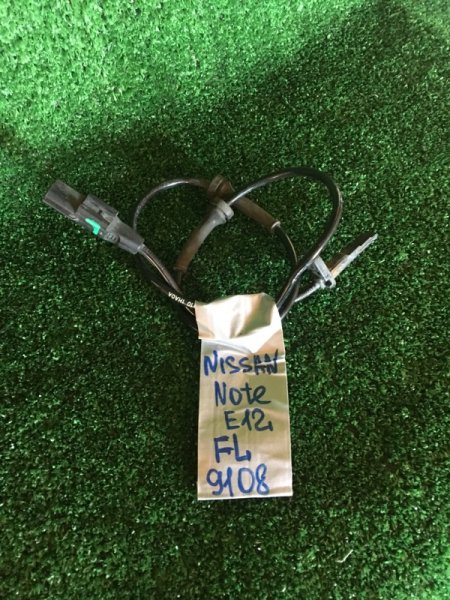 NISSAN
Note
E12,
FL
9108